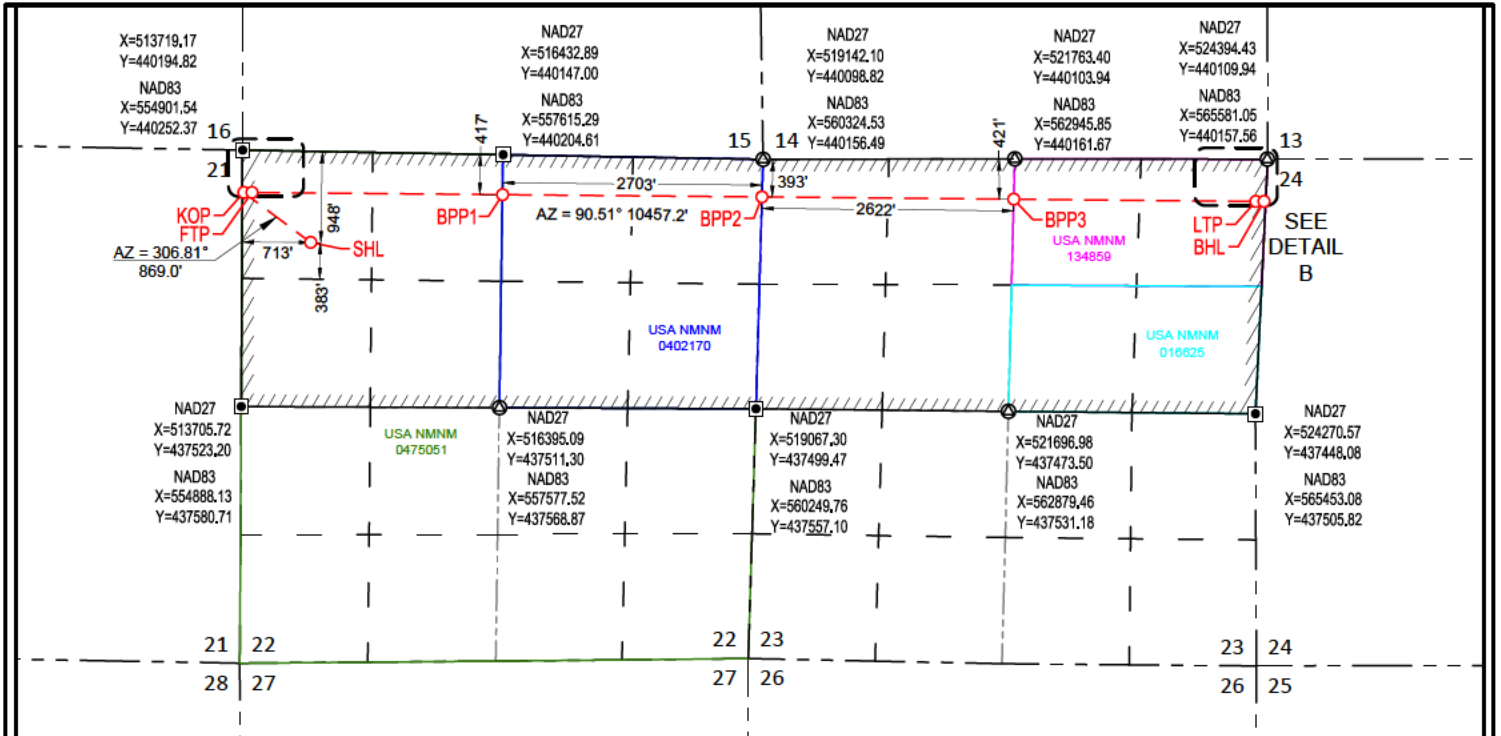 X=513719.17
Y=440194.82
NAD83
X=554901.54
Y=440252.37
NAD27
X=516432.89
Y=440147.00
NAD83
X=557615.29
Y=440204.61
NAD27
X=519142.10
Y=440098.82
NAD83
X=560324.53
Y=440156.49
NAD27
X=521763.40
Y=440103.94
NAD83
X=562945.85
Y=440161.67
NAD27
X=524394.43
Y=440109.94
NAD83
X=565581.05
Y=440157.56
16
21
15
14
13
24
417'
421'
393'
2703'
2622'
AZ = 90.51° 10457.2'
KOP
FTP
BPP1
BPP2
BPP3
LTP
BHL
SHL
948'
713'
383'
AZ = 306.81°
869.0'
SEE
DETAIL
B
USA NMNM
134859
USA NMNM
0402170
USA NMNM
016625
USA NMNM
0475051
NAD27
X=513705.72
Y=437523.20
NAD83
X=554888.13
Y=437580.71
NAD27
X=516395.09
Y=437511.30
NAD83
X=557577.52
Y=437568.87
NAD27
X=519067.30
Y=437499.47
NAD83
X=560249.76
Y=437557.10
NAD27
X=521696.98
Y=437473.50
NAD83
X=562879.46
Y=437531.18
NAD27
X=524270.57
Y=437448.08
NAD83
X=565453.08
Y=437505.82
21
22
28
27
22
23
27
26
23
24
26
25